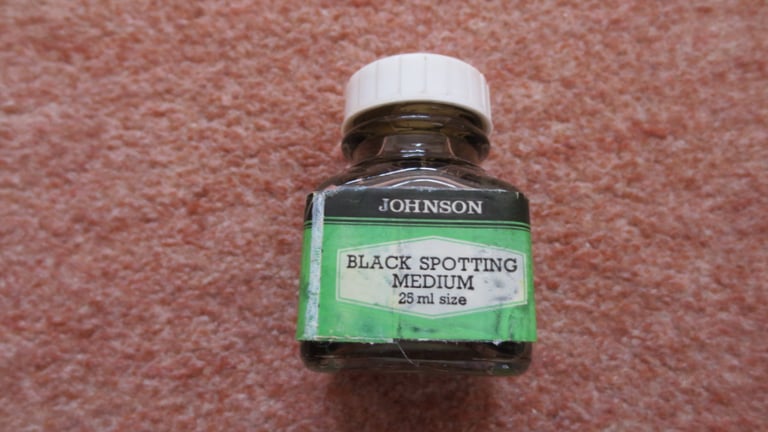 JOHNSON
BLACK SPOTTING
MEDIUM
25 ml size